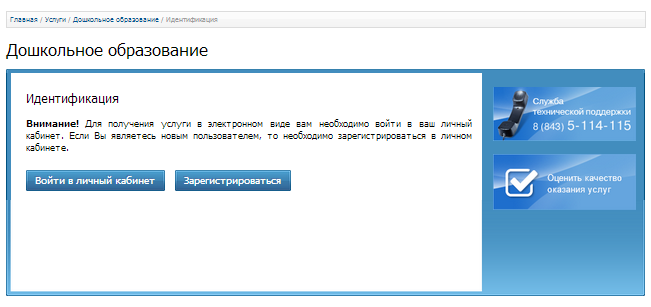 Главная / Услуги / Дошкольное образование / Идентификация
Дошкольное образование
Идентификация
Внимание! Для получения услуги в электронном виде вам необходимо войти в ваш личный
кабинет. Если Вы являетесь новым пользователем, то необходимо зарегистрироваться в личном
кабинете.
Войти в личный кабинет
Зарегистрироваться
Служба
технической поддержки
8 (843) 5-114-115
Оценить качество
оказания услуг